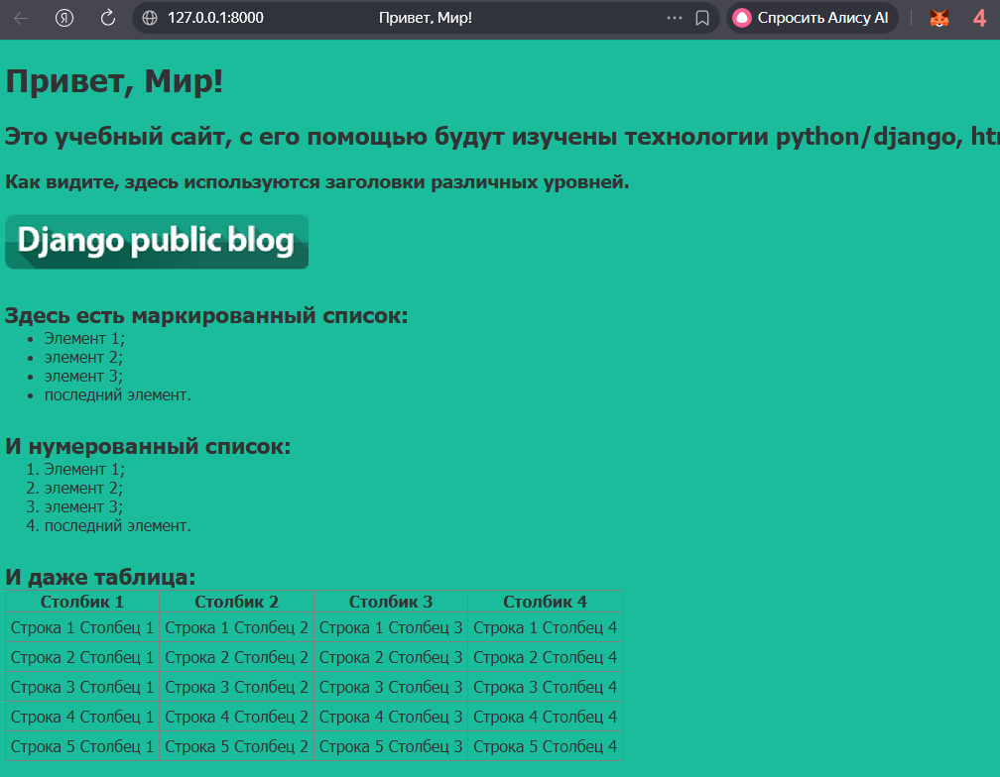 127.0.0.1:8000 Привет, Мир! Спросить Алису AI 4
Привет, Мир!
Это учебный сайт, с его помощью будут изучены технологии python/django,
Как видите, здесь используются заголовки различных уровней.
Django public blog
Здесь есть маркированный список:
• Элемент 1;
• элемент 2;
• элемент 3;
• последний элемент.
И нумерованный список:
1. Элемент 1;
2. элемент 2;
3. элемент 3;
4. последний элемент.
И даже таблица:
Столбик 1 Столбик 2 Столбик 3 Столбик 4
Строка 1 Столбец 1 Строка 1 Столбец 2 Строка 1 Столбец 3 Строка 1 Столбец 4
Строка 2 Столбец 1 Строка 2 Столбец 2 Строка 2 Столбец 3 Строка 2 Столбец 4
Строка 3 Столбец 1 Строка 3 Столбец 2 Строка 3 Столбец 3 Строка 3 Столбец 4
Строка 4 Столбец 1 Строка 4 Столбец 2 Строка 4 Столбец 3 Строка 4 Столбец 4
Строка 5 Столбец 1 Строка 5 Столбец 2 Строка 5 Столбец 3 Строка 5 Столбец 4